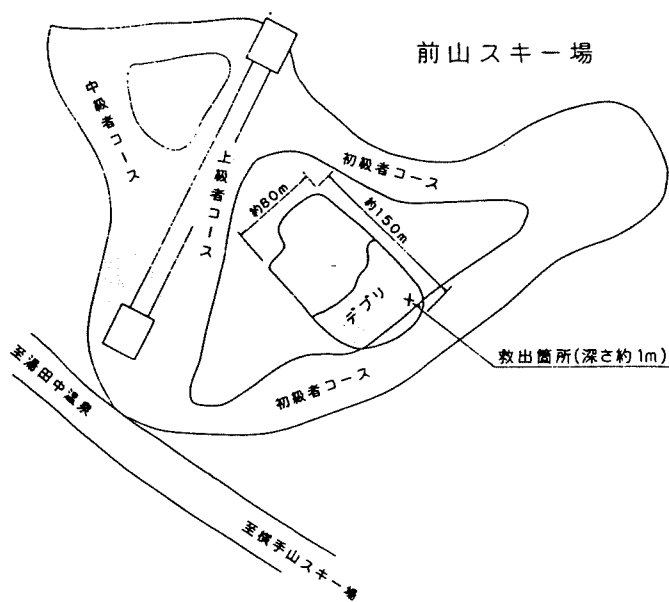 前山スキー場
中級者コース
上級者コース
初級者コース
約80m
約150m
デブリ
救出箇所(深さ約1m)
初級者コース
至湯田中温泉
至横手山スキー場